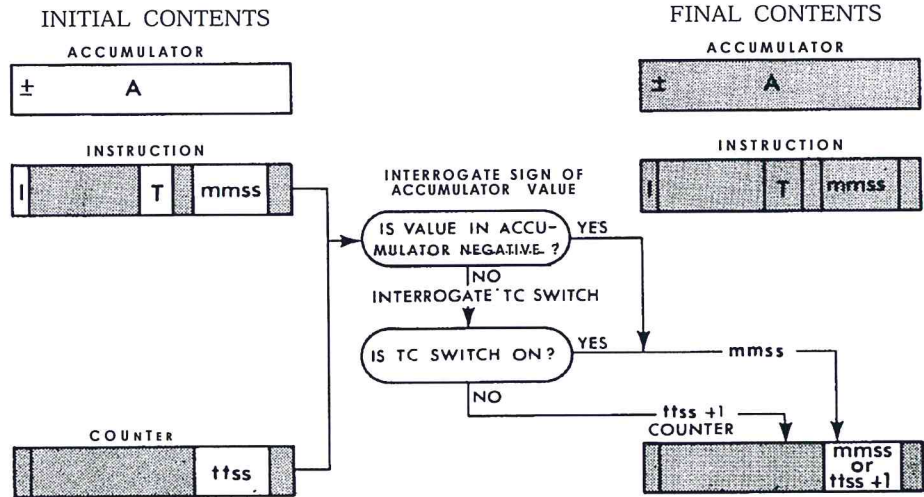 INITIAL CONTENTS
FINAL CONTENTS
ACCUMULATOR
± A
ACCUMULATOR
± A
INSTRUCTION
I T mmss
INSTRUCTION
I T mmss
INTERROGATE SIGN OF
ACCUMULATOR VALUE
IS VALUE IN ACCU-
MULATOR NEGATIVE ?
YES
NO
INTERROGATE TC SWITCH
IS TC SWITCH ON?
YES
mmss
NO
ttss +1
COUNTER
ttss
COUNTER
mmss
or
ttss +1